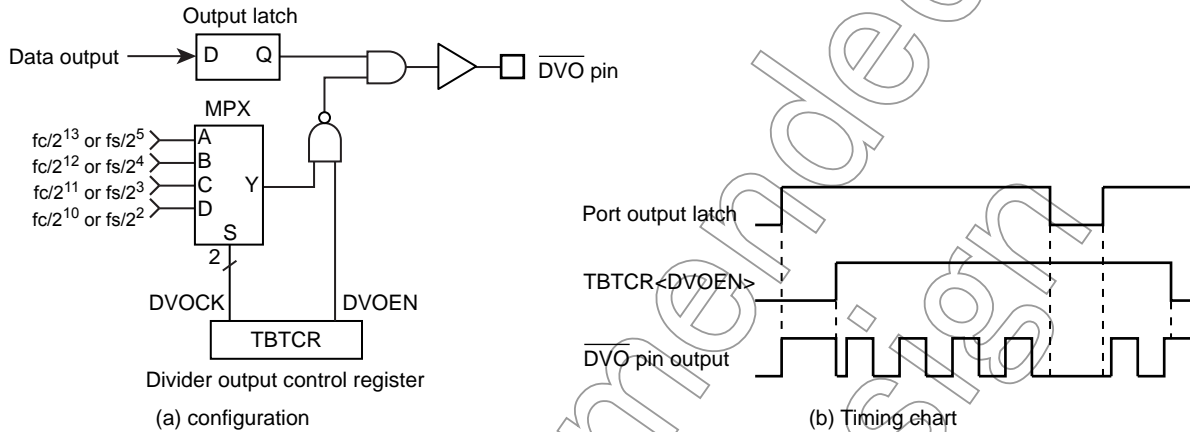 Output latch
Data output
D
Q
DVO pin
MPX
fc/2^13 or fs/2^5
fc/2^12 or fs/2^4
fc/2^11 or fs/2^3
fc/2^10 or fs/2^2
A
B
C
D
Y
S
2
DVOCK
DVOEN
TBTCR
Divider output control register
(a) configuration
Port output latch
TBTCR<DVOEN>
DVO pin output
(b) Timing chart
mende
sign